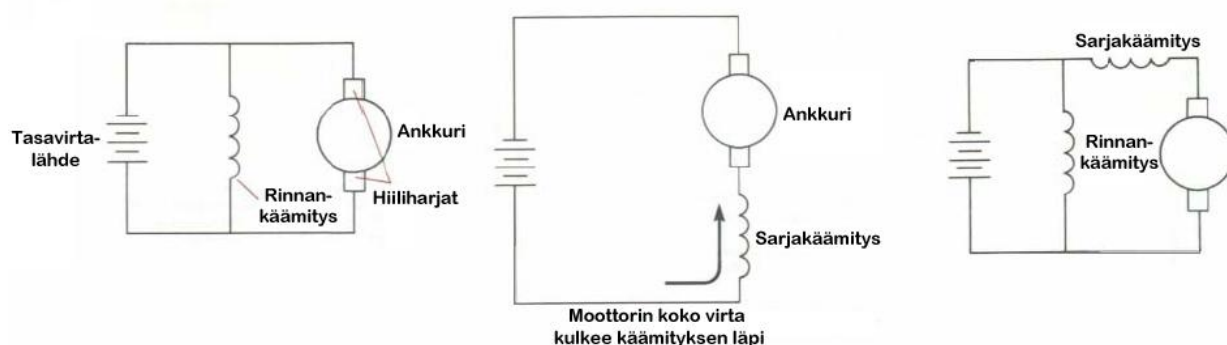 Tasavirta-
lähde
Rinnan-
käämitys
Ankkuri
Hiiliharjat
Ankkuri
Sarjakäämitys
Moottorin koko virta
kulkee käämityksen läpi
Sarjakäämitys
Rinnan-
käämitys